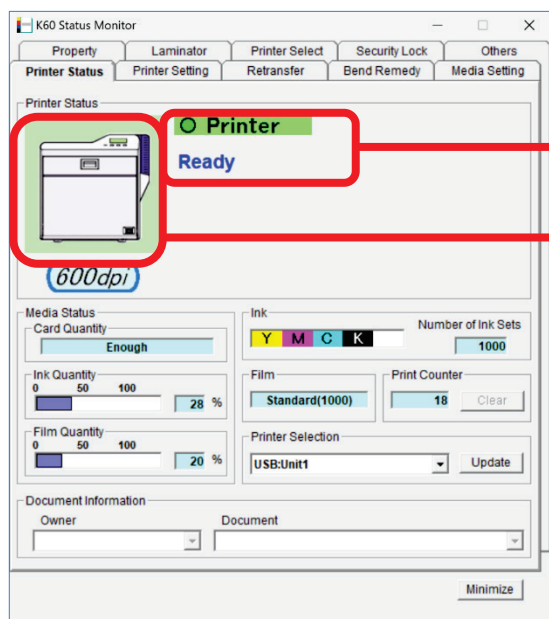 K60 Status Monitor
Property Laminator Printer Select Security Lock Others
Printer Status Printer Setting Retransfer Bend Remedy Media Setting
Printer Status
Printer
Ready
600dpi
Media Status
Card Quantity
Enough
Ink
Y M C K
Number of Ink Sets
1000
Ink Quantity
0 50 100
28 %
Film
Standard(1000)
Print Counter
18 Clear
Film Quantity
0 50 100
20 %
Printer Selection
USB:Unit1 Update
Document Information
Owner Document
Minimize